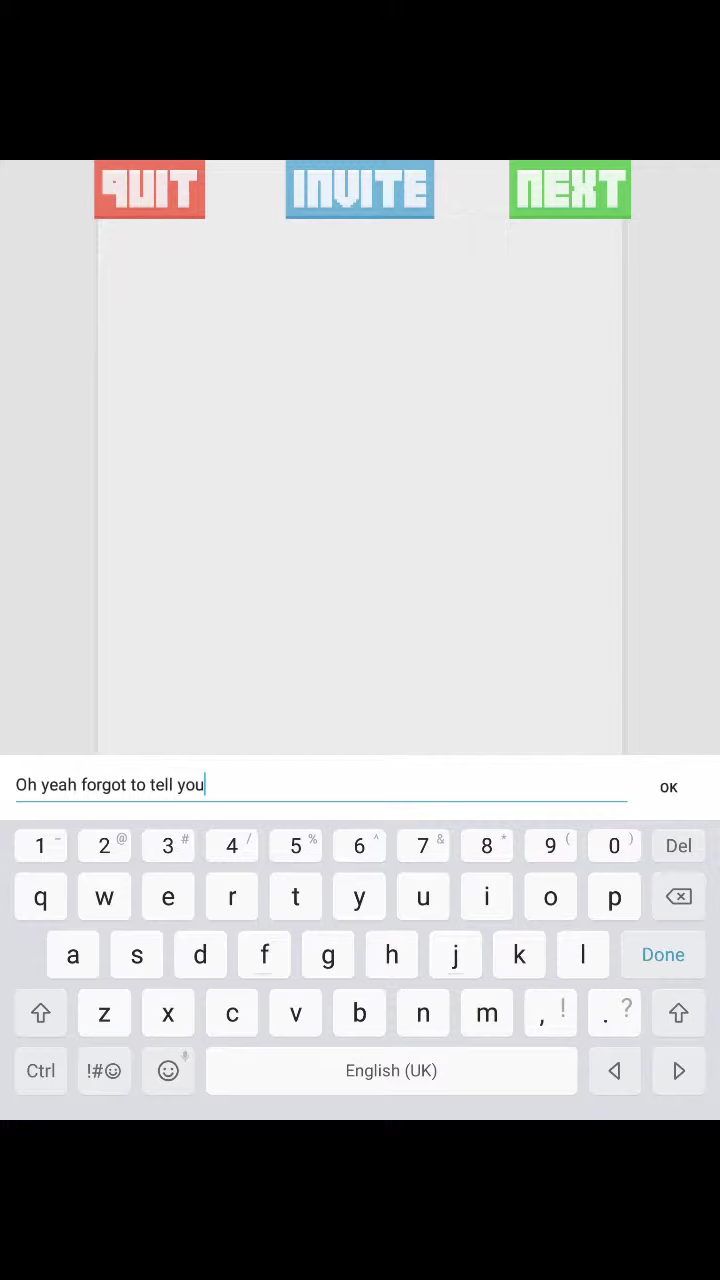 QUIT INVITE NEXT
Oh yeah forgot to tell you OK
1 - 2 @ 3 # 4 / 5 % 6 ^ 7 & 8 * 9 ( 0 ) Del
q w e r t y u i o p
a s d f g h j k l Done
z x c v b n m , ! . ?
Ctrl !#☺ English (UK)